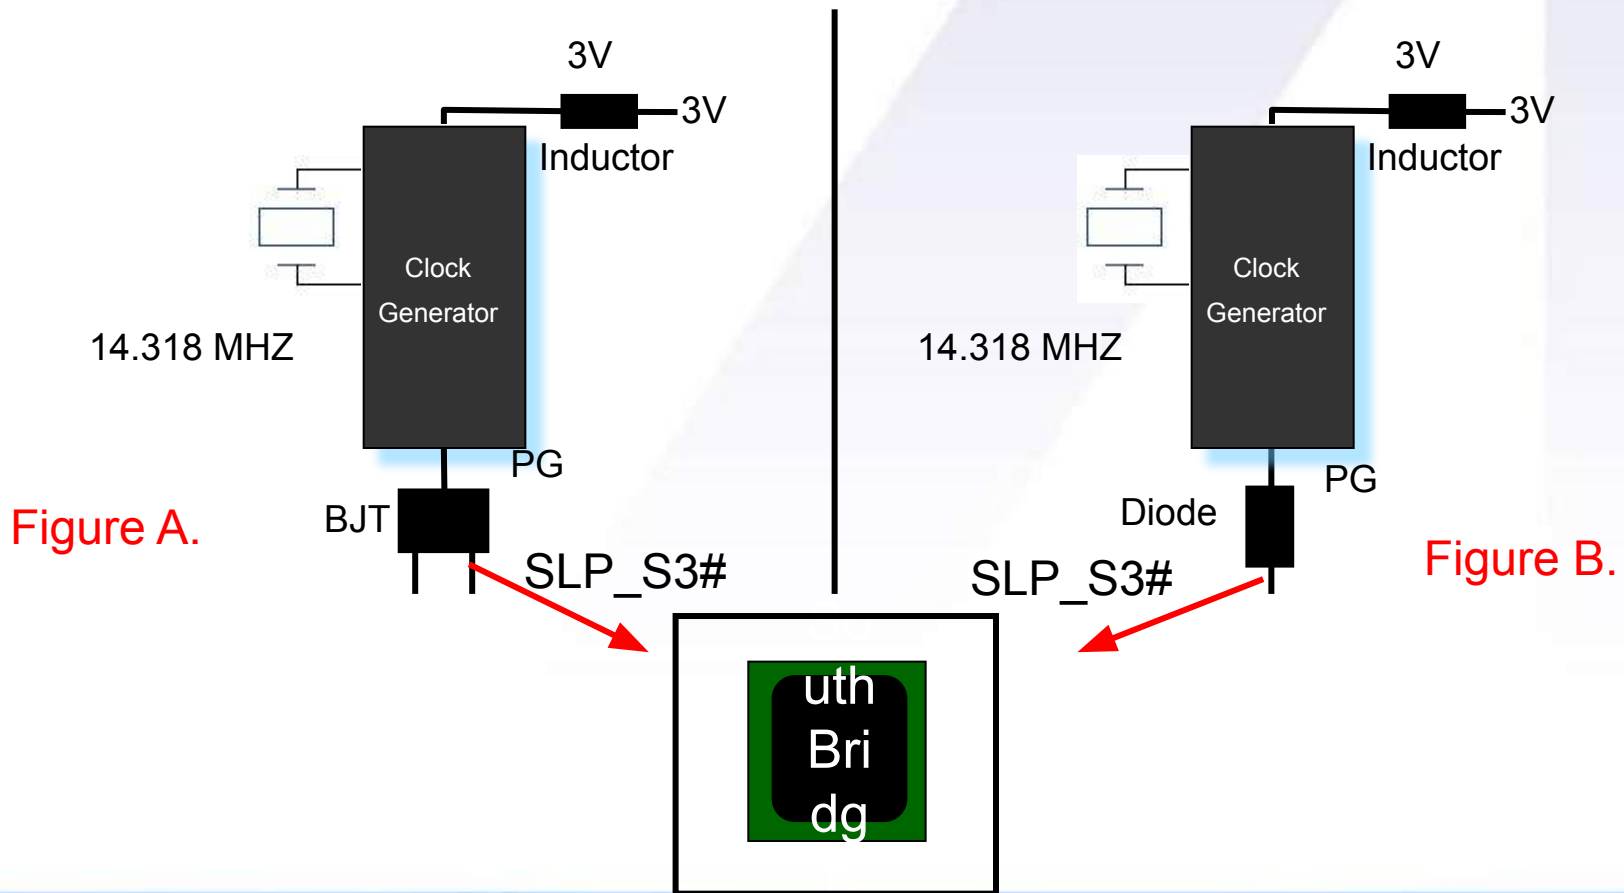 3V
3V
Inductor
Clock
Generator
14.318 MHZ
PG
BJT
Figure A.
SLP_S3#
3V
3V
Inductor
Clock
Generator
14.318 MHZ
PG
Diode
Figure B.
SLP_S3#
uth
Bri
dg